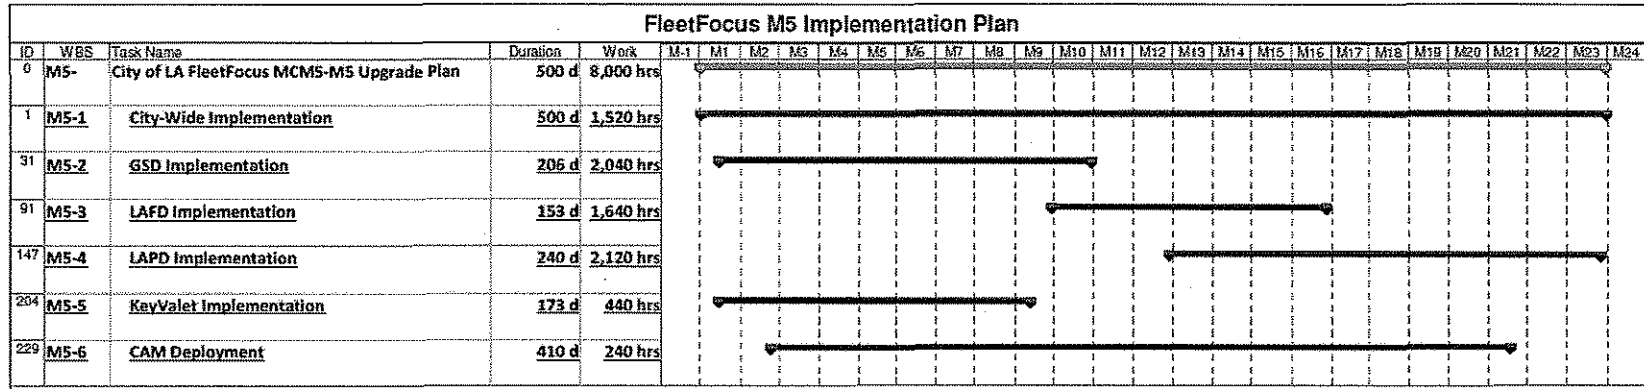 FleetFocus M5 Implementation Plan
ID WBS Task Name Duration Work M-1 M1 M2 M3 M4 M5 M6 M7 M8 M9 M10 M11 M12 M13 M14 M15 M16 M17 M18 M19 M20 M21 M22 M23 M24
0 M5- City of LA FleetFocus MCM5-M5 Upgrade Plan 500 d 8,000 hrs
1 M5-1 City-Wide Implementation 500 d 1,520 hrs
31 M5-2 GSD Implementation 206 d 2,040 hrs
91 M5-3 LAFD Implementation 153 d 1,640 hrs
147 M5-4 LAPD Implementation 240 d 2,120 hrs
204 M5-5 KeyValet Implementation 173 d 440 hrs
229 M5-6 CAM Deployment 410 d 240 hrs